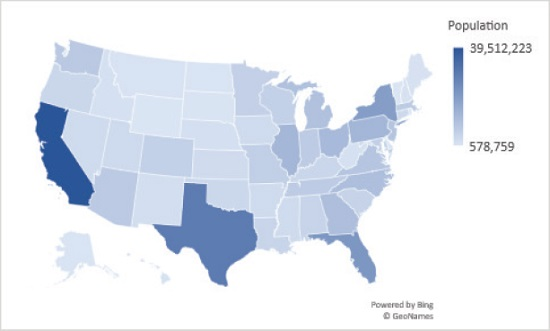 Population
39,512,223
578,759
Powered by Bing
© GeoNames